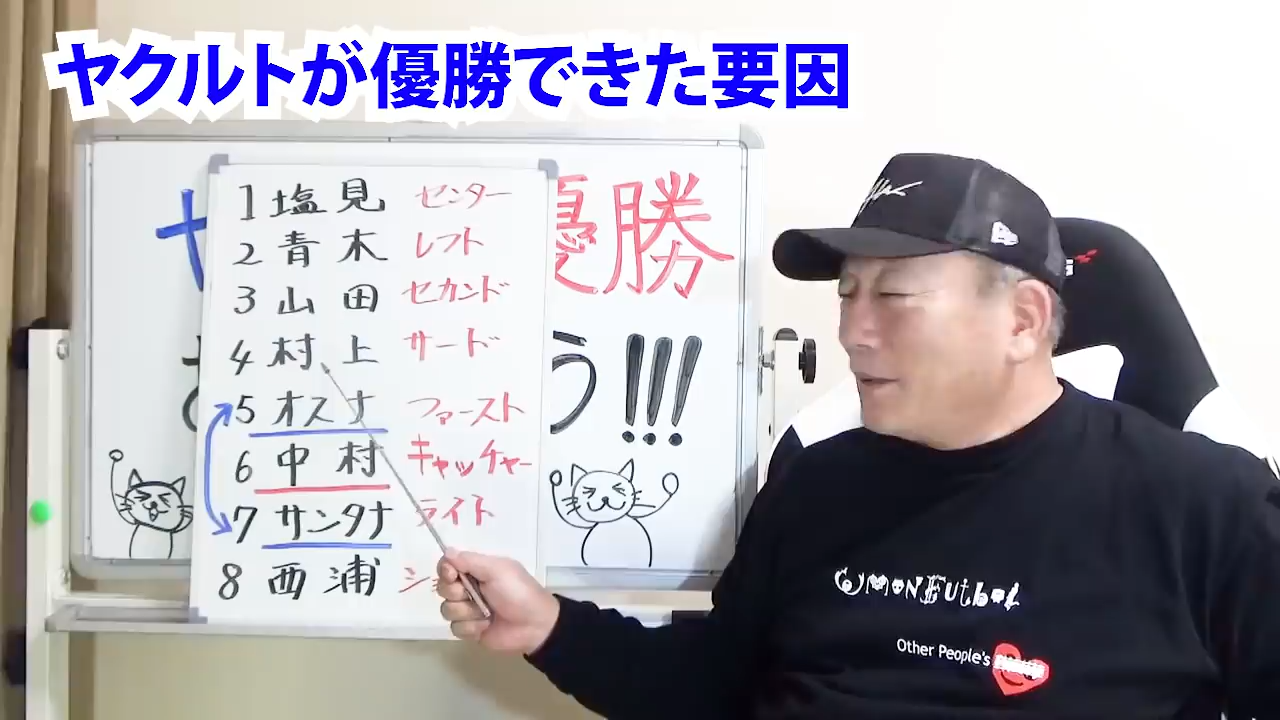 ヤクルトが優勝できた要因
1 塩見 センター
2 青木 レフト
3 山田 セカンド
4 村上 サード
5 オスナ ファースト
6 中村 キャッチャー
7 サンタナ ライト
8 西浦 ショ
優勝
う!!!
Other People's